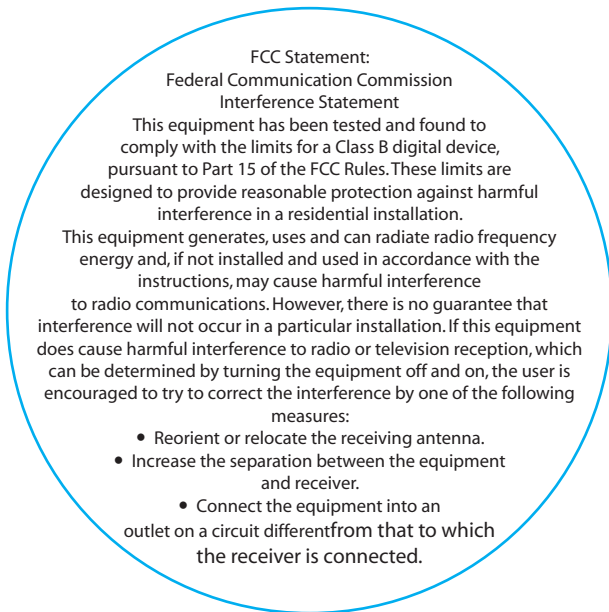 FCC Statement:
Federal Communication Commission
Interference Statement
This equipment has been tested and found to
comply with the limits for a Class B digital device,
pursuant to Part 15 of the FCC Rules. These limits are
designed to provide reasonable protection against harmful
interference in a residential installation.
This equipment generates, uses and can radiate radio frequency
energy and, if not installed and used in accordance with the
instructions, may cause harmful interference
to radio communications. However, there is no guarantee that
interference will not occur in a particular installation. If this equipment
does cause harmful interference to radio or television reception, which
can be determined by turning the equipment off and on, the user is
encouraged to try to correct the interference by one of the following
measures:
• Reorient or relocate the receiving antenna.
• Increase the separation between the equipment
and receiver.
• Connect the equipment into an
outlet on a circuit differentfrom that to which
the receiver is connected.